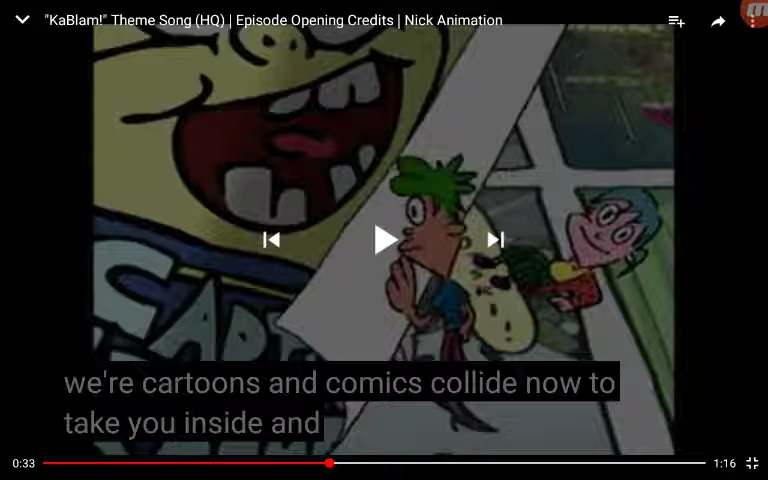 "KaBlam!" Theme Song (HQ) | Episode Opening Credits | Nick Animation
we're cartoons and comics collide now to
take you inside and
0:33
1:16